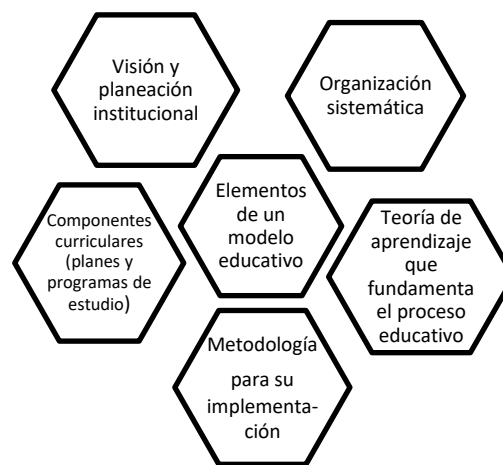 Visión y
planeación
institucional
Organización
sistemática
Elementos
de un
modelo
educativo
Componentes
curriculares
(planes y
programas de
estudio)
Teoría de
aprendizaje
que
fundamenta
el proceso
educativo
Metodología
para su
implementa-
ción